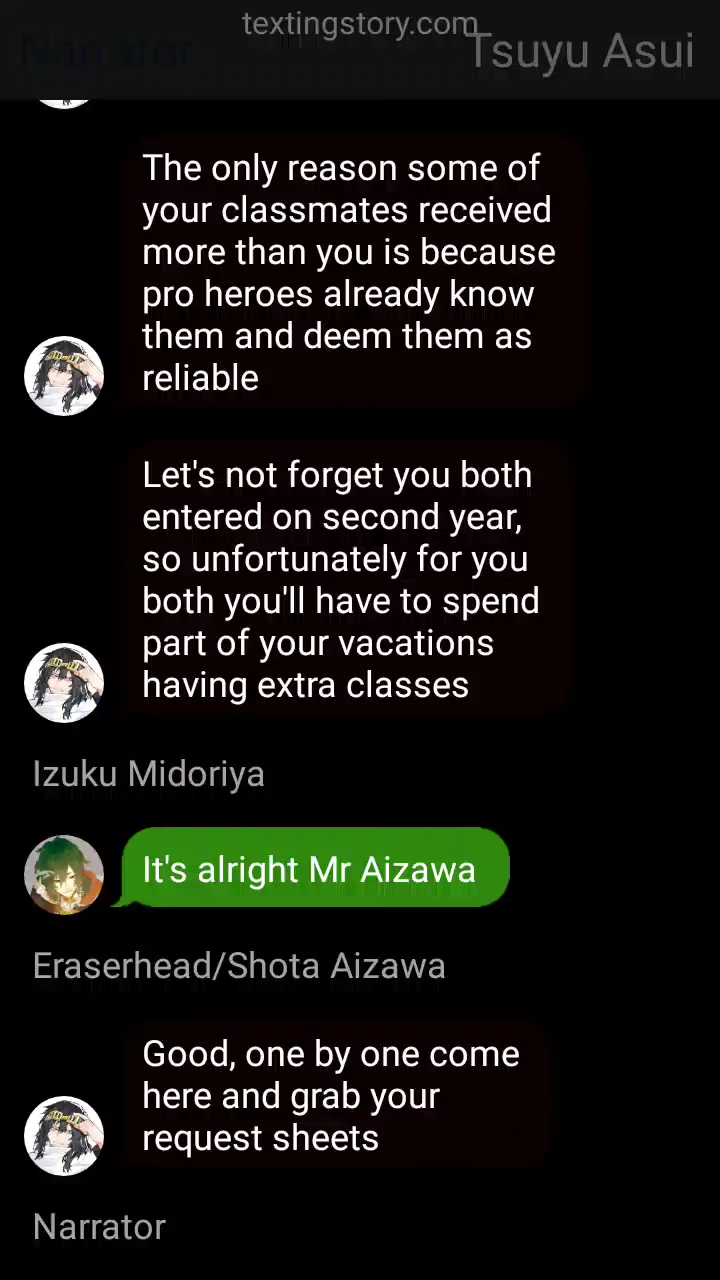 textingstory.com
Narrator
Tsuyu Asui
The only reason some of
your classmates received
more than you is because
pro heroes already know
them and deem them as
reliable
Let's not forget you both
entered on second year,
so unfortunately for you
both you'll have to spend
part of your vacations
having extra classes
Izuku Midoriya
It's alright Mr Aizawa
Eraserhead/Shota Aizawa
Good, one by one come
here and grab your
request sheets
Narrator